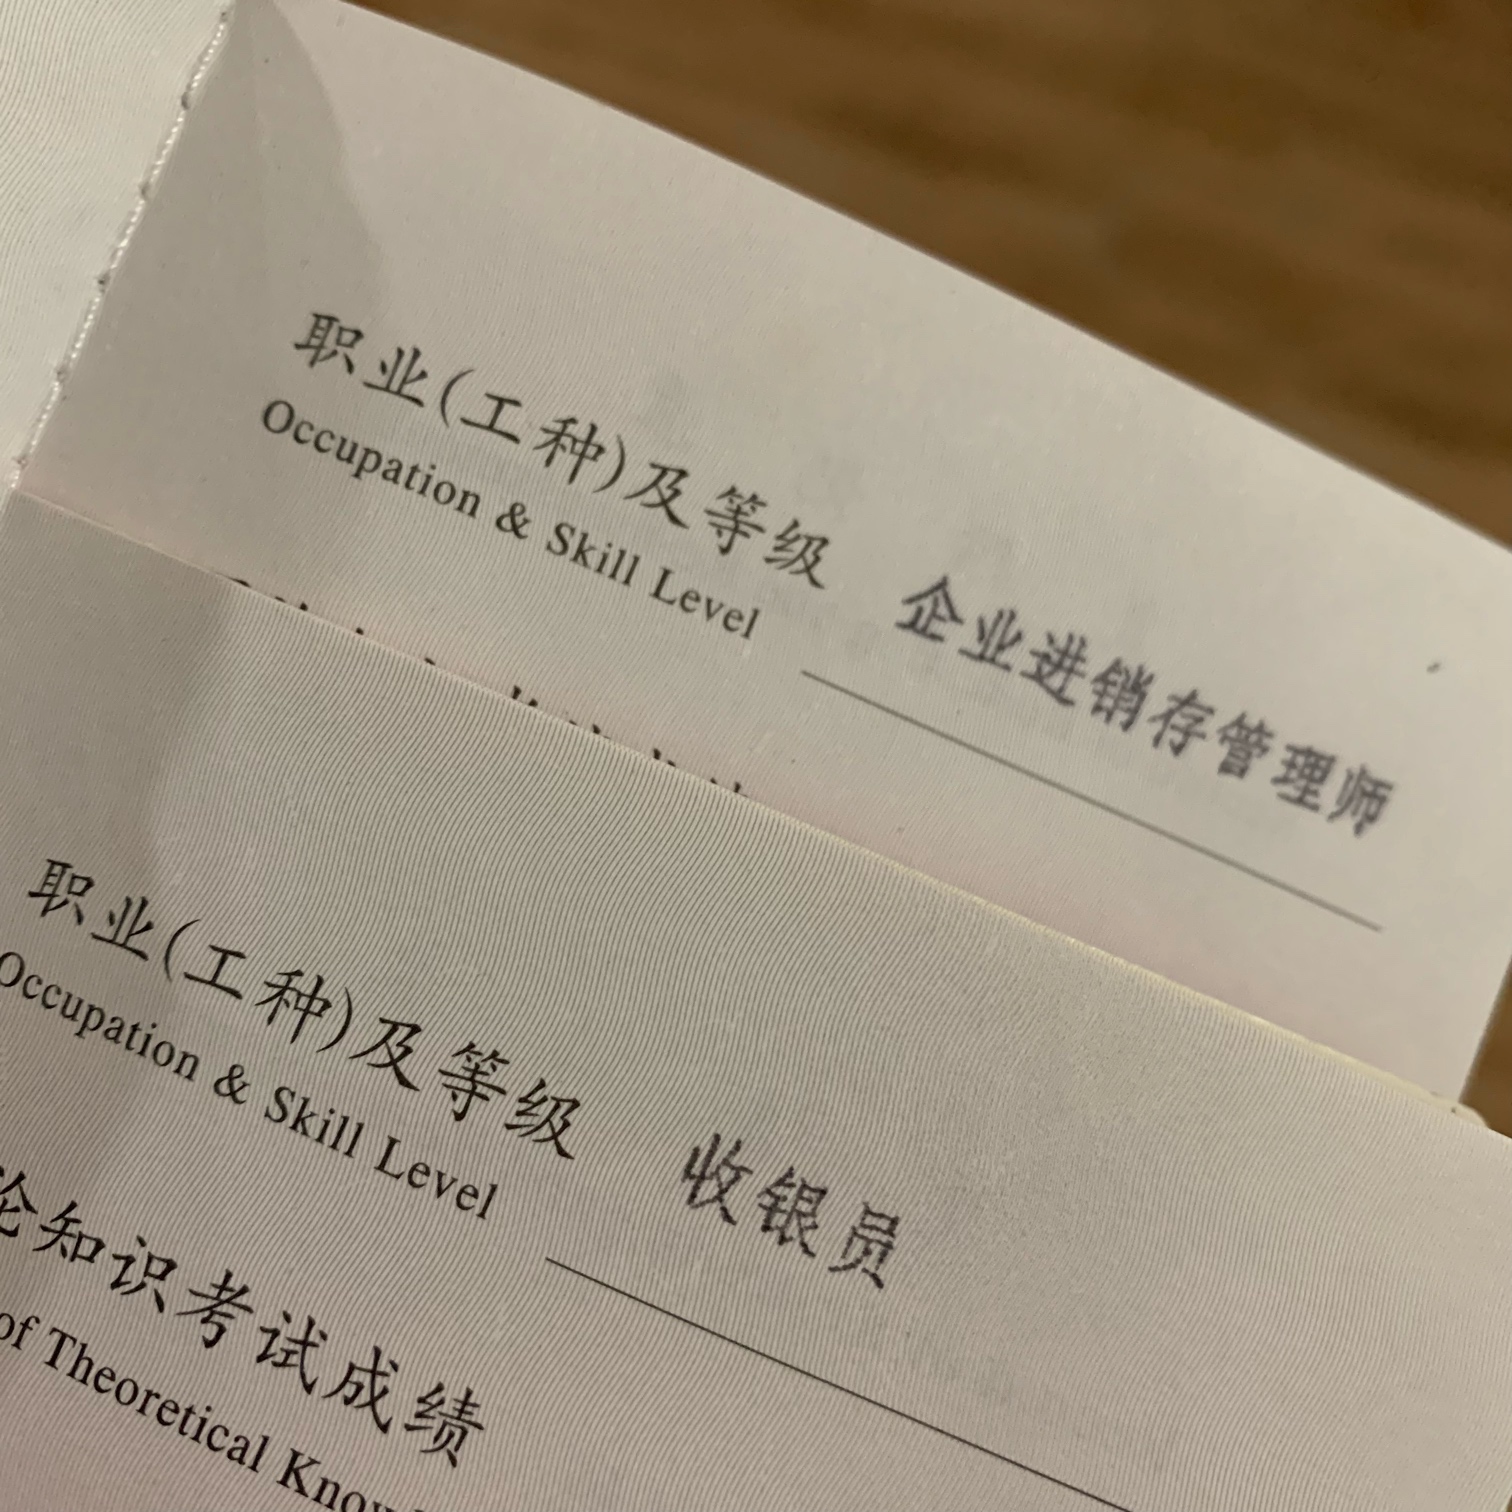 职业(工种)及等级 企业进销存管理师
Occupation & Skill Level
职业(工种)及等级 收银员
Occupation & Skill Level
论知识考试成绩
of Theoretical